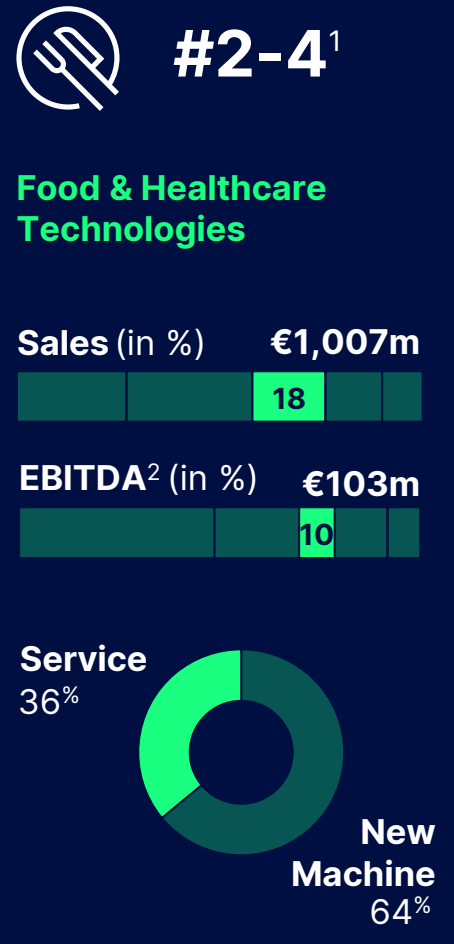 #2-4¹
Food & Healthcare
Technologies
Sales (in %) €1,007m
18
EBITDA² (in %) €103m
10
Service
36%
New
Machine
64%